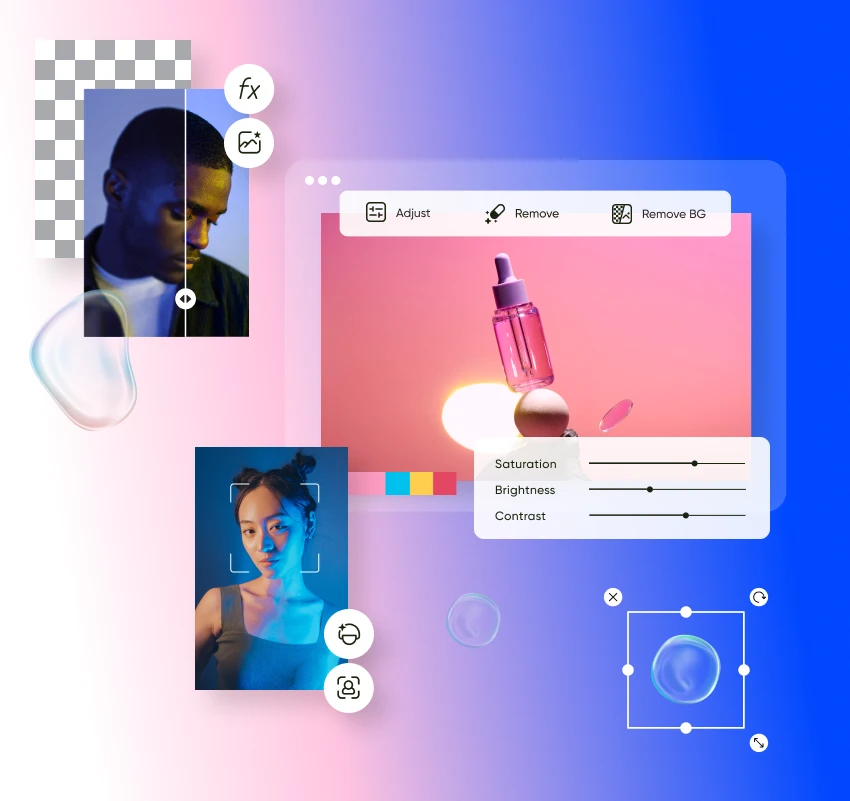 fx
Adjust
Remove
Remove BG
Saturation
Brightness
Contrast